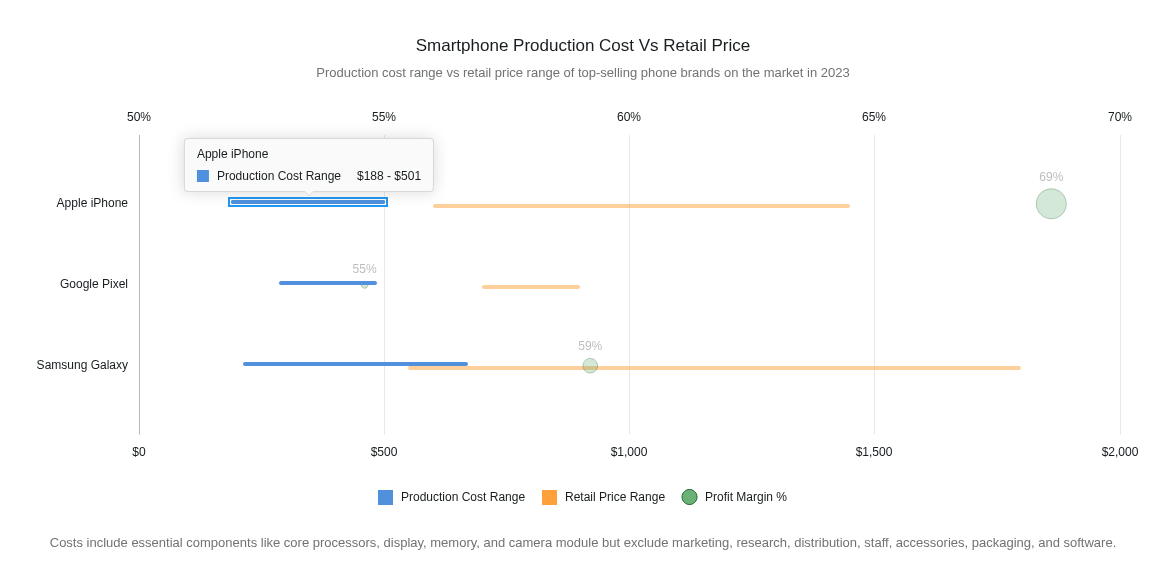 Smartphone Production Cost Vs Retail Price
Production cost range vs retail price range of top-selling phone brands on the market in 2023
50% 55% 60% 65% 70%
Apple iPhone
Production Cost Range $188 - $501
69%
Apple iPhone
55%
Google Pixel
59%
Samsung Galaxy
$0 $500 $1,000 $1,500 $2,000
Production Cost Range Retail Price Range Profit Margin %
Costs include essential components like core processors, display, memory, and camera module but exclude marketing, research, distribution, staff, accessories, packaging, and software.